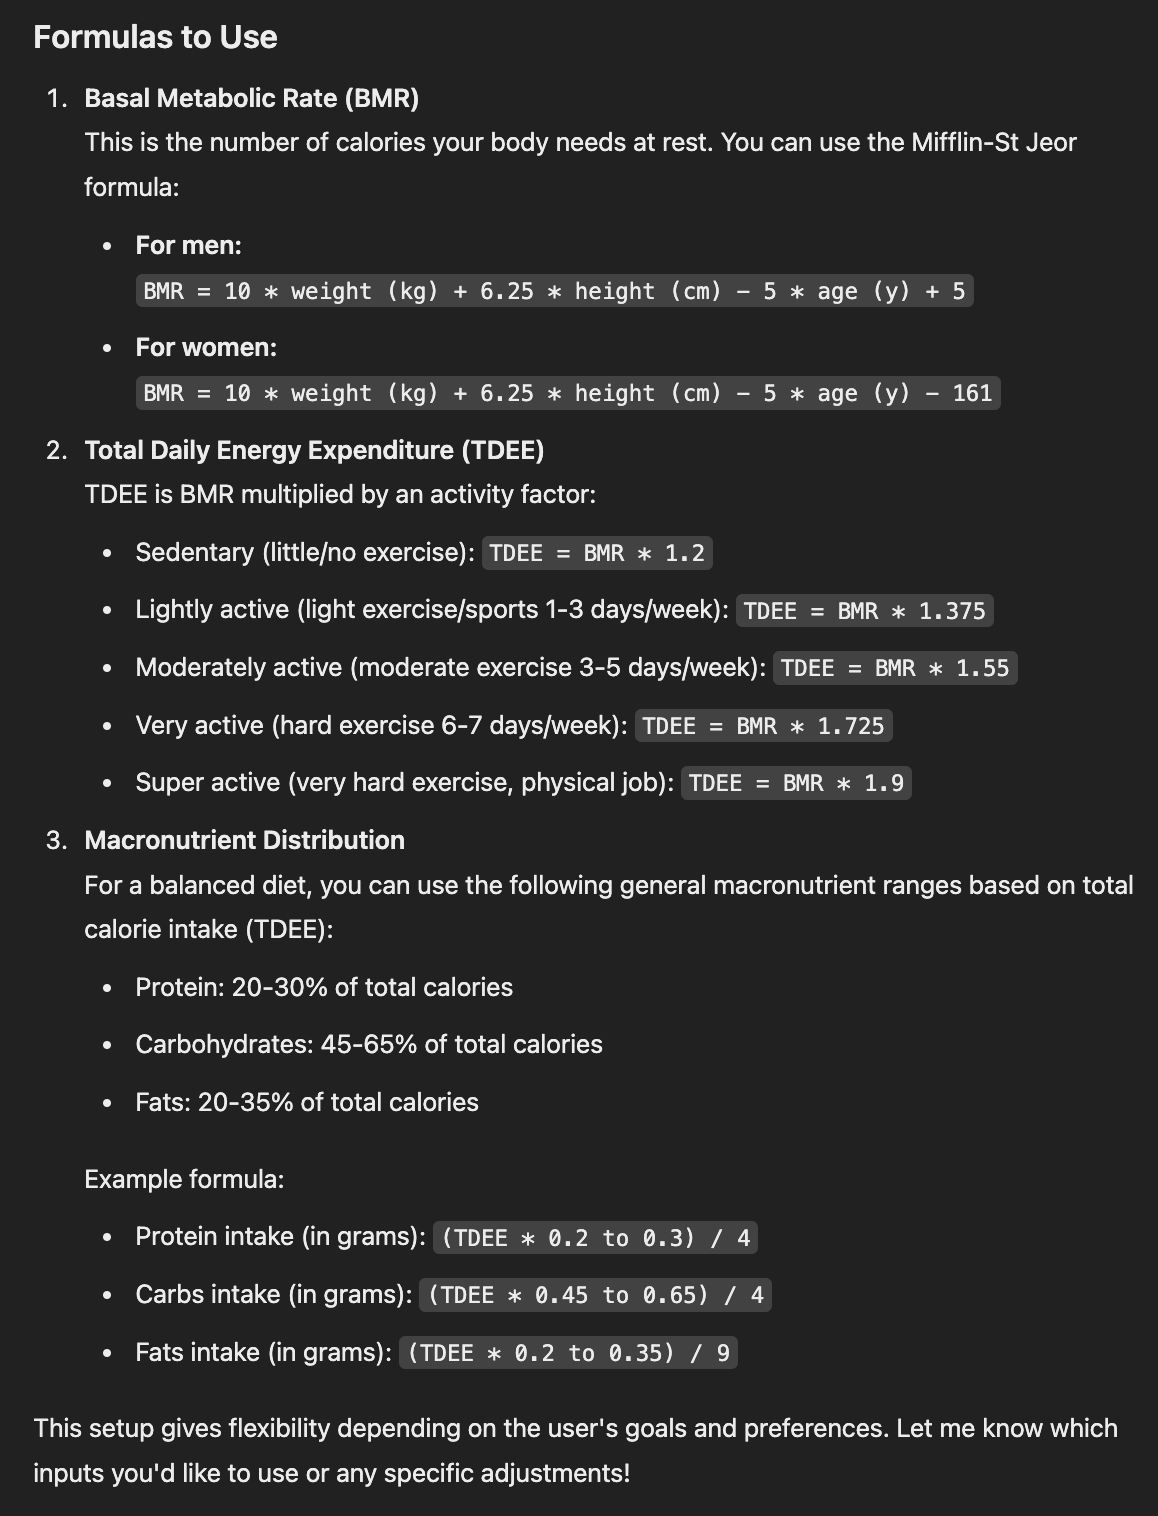 Formulas to Use
1. Basal Metabolic Rate (BMR)
This is the number of calories your body needs at rest. You can use the Mifflin-St Jeor
formula:
• For men:
BMR = 10 * weight (kg) + 6.25 * height (cm) − 5 * age (y) + 5
• For women:
BMR = 10 * weight (kg) + 6.25 * height (cm) − 5 * age (y) − 161
2. Total Daily Energy Expenditure (TDEE)
TDEE is BMR multiplied by an activity factor:
• Sedentary (little/no exercise): TDEE = BMR * 1.2
• Lightly active (light exercise/sports 1-3 days/week): TDEE = BMR * 1.375
• Moderately active (moderate exercise 3-5 days/week): TDEE = BMR * 1.55
• Very active (hard exercise 6-7 days/week): TDEE = BMR * 1.725
• Super active (very hard exercise, physical job): TDEE = BMR * 1.9
3. Macronutrient Distribution
For a balanced diet, you can use the following general macronutrient ranges based on total
calorie intake (TDEE):
• Protein: 20-30% of total calories
• Carbohydrates: 45-65% of total calories
• Fats: 20-35% of total calories
Example formula:
• Protein intake (in grams): (TDEE * 0.2 to 0.3) / 4
• Carbs intake (in grams): (TDEE * 0.45 to 0.65) / 4
• Fats intake (in grams): (TDEE * 0.2 to 0.35) / 9
This setup gives flexibility depending on the user's goals and preferences. Let me know which
inputs you'd like to use or any specific adjustments!